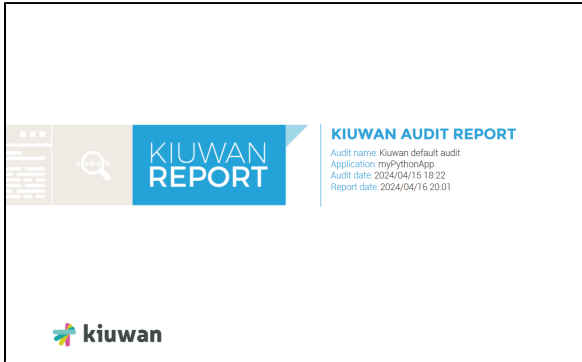 KIUWAN
REPORT
KIUWAN AUDIT REPORT
Audit name: Kiuwan default audit
Application: myPythonApp
Audit date: 2024/04/15 18:22
Report date: 2024/04/16 20:01
kiuwan